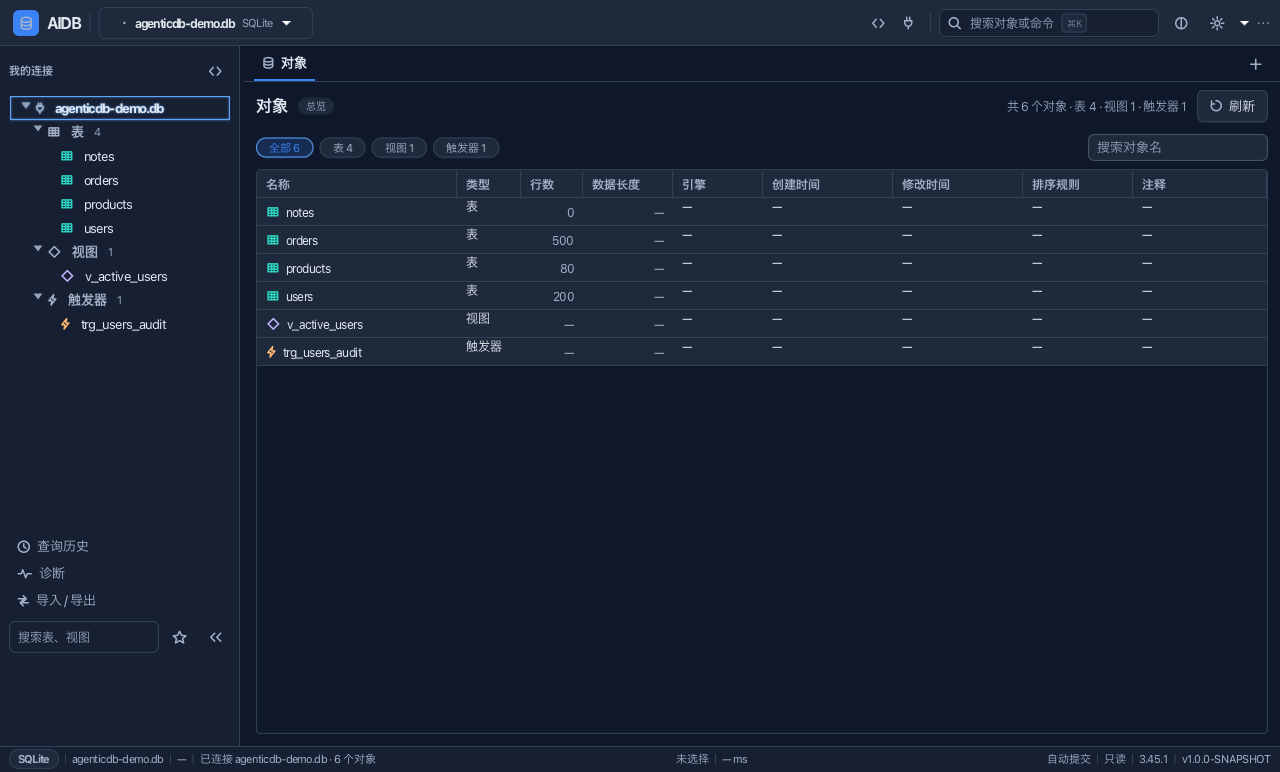 AIDB · agenticdb-demo.db SQLite 搜索对象或命令 ⌘K ···
我的连接
agenticdb-demo.db
表 4
notes
orders
products
users
视图 1
v_active_users
触发器 1
trg_users_audit
查询历史
诊断
导入 / 导出
搜索表、视图
对象
对象 总览 共 6 个对象 · 表 4 · 视图 1 · 触发器 1 刷新
全部 6 表 4 视图 1 触发器 1 搜索对象名
名称 类型 行数 数据长度 引擎 创建时间 修改时间 排序规则 注释
notes 表 0 — — — — — —
orders 表 500 — — — — — —
products 表 80 — — — — — —
users 表 200 — — — — — —
v_active_users 视图 — — — — — — —
trg_users_audit 触发器 — — — — — — —
SQLite agenticdb-demo.db — 已连接 agenticdb-demo.db · 6 个对象 未选择 — ms 自动提交 只读 3.45.1 v1.0.0-SNAPSHOT